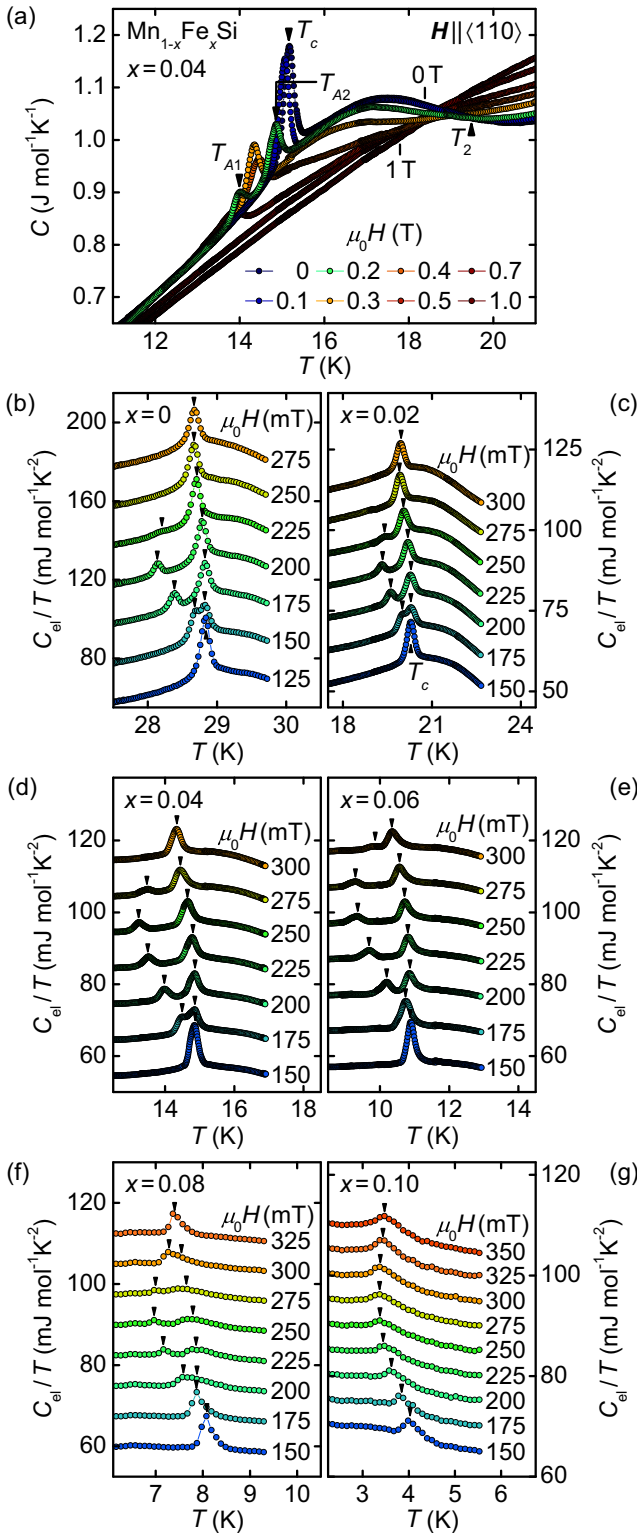 (a)
Mn1-xFexSi
x = 0.04
Tc
H||⟨110⟩
TA2
0 T
TA1
T2
1 T
μ0H (T)
0 0.2 0.4 0.7
0.1 0.3 0.5 1.0
1.2
1.1
1.0
0.9
0.8
0.7
C (J mol−1K−1)
12 14 16 18 20
T (K)
(b)
x = 0
μ0H (mT)
275
250
225
200
175
150
125
200
160
120
80
Cel / T (mJ mol−1K−2)
28 29 30
T (K)
(c)
x = 0.02
μ0H (mT)
300
275
250
225
200
175
150
Tc
125
100
75
50
Cel / T (mJ mol−1K−2)
18 21 24
T (K)
(d)
x = 0.04
μ0H (mT)
300
275
250
225
200
175
150
120
100
80
60
Cel / T (mJ mol−1K−2)
14 16 18
T (K)
(e)
x = 0.06
μ0H (mT)
300
275
250
225
200
175
150
120
100
80
60
Cel / T (mJ mol−1K−2)
10 12 14
T (K)
(f)
x = 0.08
μ0H (mT)
325
300
275
250
225
200
175
150
120
100
80
60
Cel / T (mJ mol−1K−2)
7 8 9 10
T (K)
(g)
x = 0.10
μ0H (mT)
350
325
300
275
250
225
200
175
150
120
100
80
60
Cel / T (mJ mol−1K−2)
3 4 5 6
T (K)